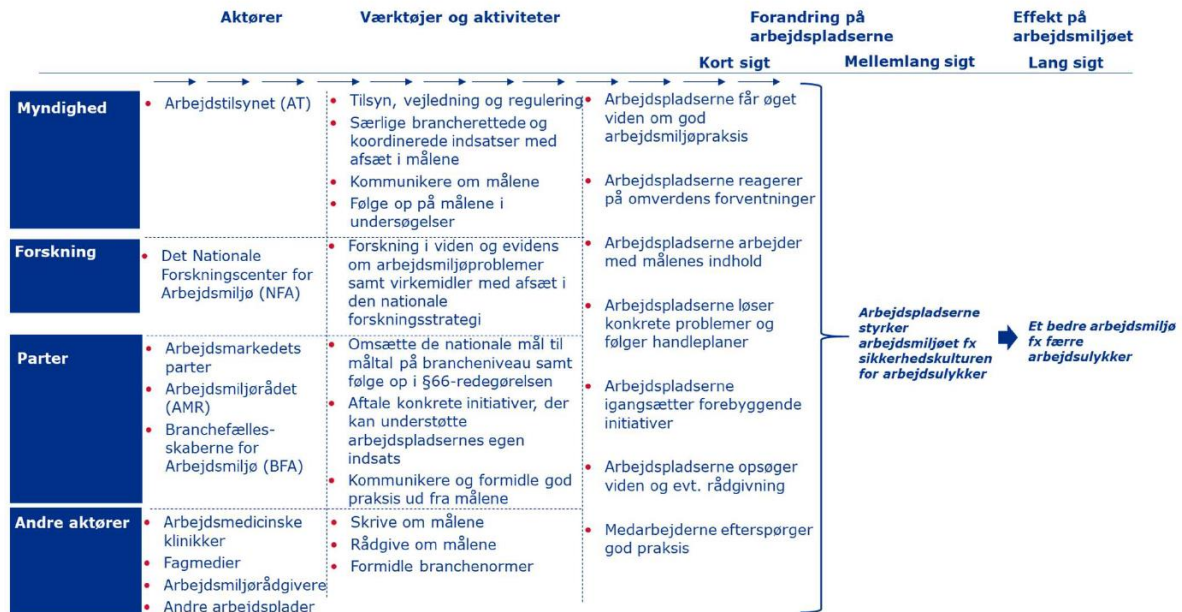 Aktører
Værktøjer og aktiviteter
Forandring på
arbejdspladserne
Effekt på
arbejdsmiljøet
Kort sigt
Mellemlang sigt
Lang sigt
Myndighed
• Arbejdstilsynet (AT)
• Tilsyn, vejledning og regulering
• Særlige brancherettede og
koordinerede indsatser med
afsæt i målene
• Kommunikere om målene
• Følge op på målene i
undersøgelser
Forskning
• Det Nationale
Forskningscenter for
Arbejdsmiljø (NFA)
• Forskning i viden og evidens
om arbejdsmiljøproblemer
samt virkemidler med afsæt i
den nationale
forskningsstrategi
Parter
• Arbejdsmarkedets
parter
• Arbejdsmiljørådet
(AMR)
• Branchefælles-
skaberne for
Arbejdsmiljø (BFA)
• Omsætte de nationale mål til
måltal på brancheniveau samt
følge op i §66-redegørelsen
• Aftale konkrete initiativer, der
kan understøtte
arbejdspladsernes egen
indsats
• Kommunikere og formidle god
praksis ud fra målene
Andre aktører
• Arbejdsmedicinske
klinikker
• Fagmedier
• Arbejdsmiljørådgivere
• Andre arbejdsplader
• Skrive om målene
• Rådgive om målene
• Formidle branchenormer
• Arbejdspladserne får øget
viden om god
arbejdsmiljøpraksis
• Arbejdspladserne reagerer
på omverdens forventninger
• Arbejdspladserne arbejder
med målenes indhold
• Arbejdspladserne løser
konkrete problemer og
følger handleplaner
• Arbejdspladserne
igangsætter forebyggende
initiativer
• Arbejdspladserne opsøger
viden og evt. rådgivning
• Medarbejderne efterspørger
god praksis
Arbejdspladserne
styrker
arbejdsmiljøet fx
sikkerhedskulturen
for arbejdsulykker
Et bedre arbejdsmiljø
fx færre
arbejdsulykker